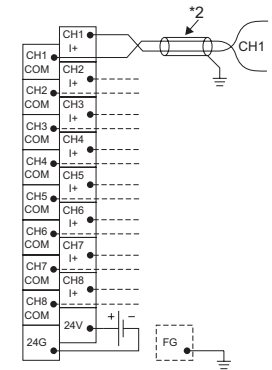 *2
CH1
I+
CH1
CH1
COM
CH2
I+
CH2
COM
CH3
I+
CH3
COM
CH4
I+
CH4
COM
CH5
I+
CH5
COM
CH6
I+
CH6
COM
CH7
I+
CH7
COM
CH8
I+
CH8
COM
24V
+ −
24G
FG